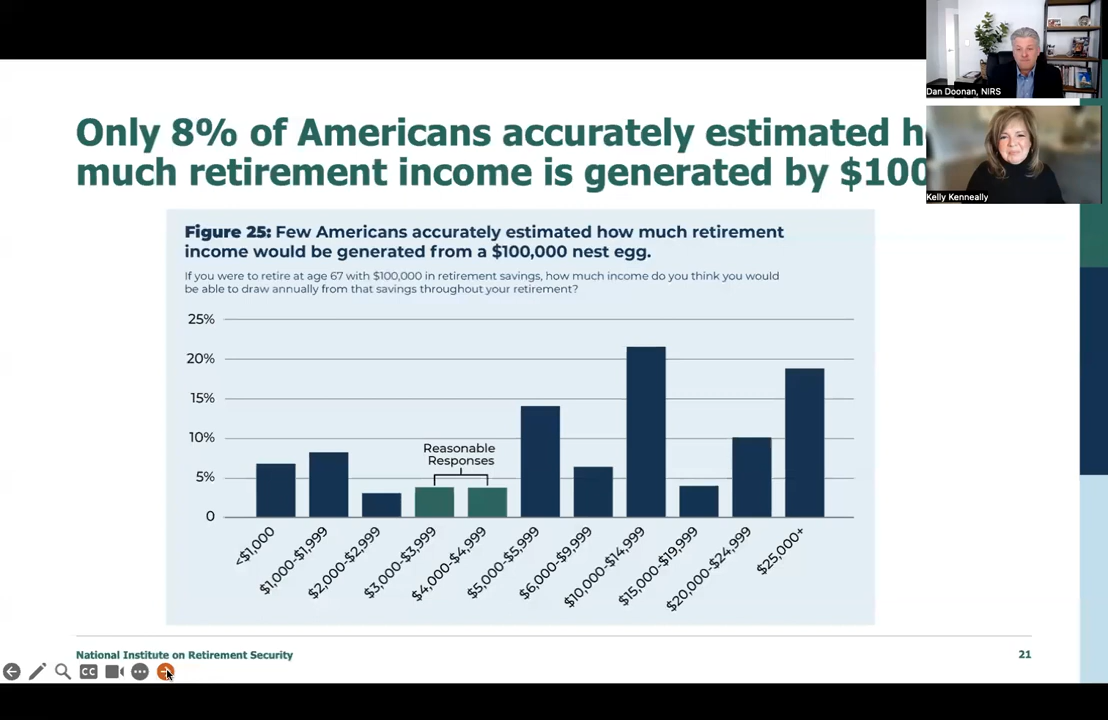 Only 8% of Americans accurately estimated h
much retirement income is generated by $100
Dan Doonan, NIRS
Kelly Kenneally
Figure 25: Few Americans accurately estimated how much retirement
income would be generated from a $100,000 nest egg.
If you were to retire at age 67 with $100,000 in retirement savings, how much income do you think you would
be able to draw annually from that savings throughout your retirement?
25%
20%
15%
10%
5%
0
Reasonable
Responses
<$1,000
$1,000-$1,999
$2,000-$2,999
$3,000-$3,999
$4,000-$4,999
$5,000-$5,999
$6,000-$9,999
$10,000-$14,999
$15,000-$19,999
$20,000-$24,999
$25,000+
National Institute on Retirement Security
21
CC